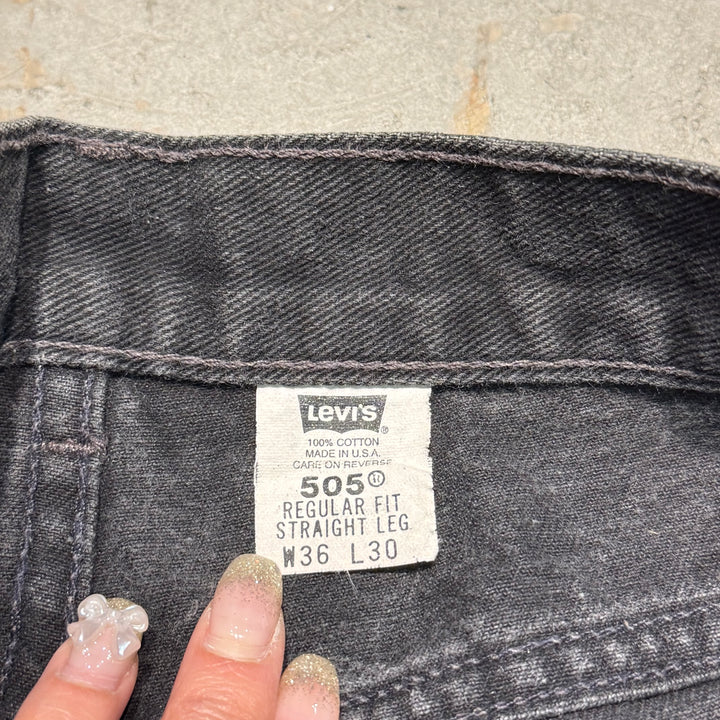 Levi's ®
100% COTTON
MADE IN U.S.A.
CARE ON REVERSE
505®
REGULAR FIT
STRAIGHT LEG
W36 L30